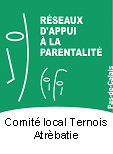 RÉSEAUX
D'APPUI
À LA
PARENTALITÉ
Pas-de-Calais
Comité local Ternois
Atrèbatie